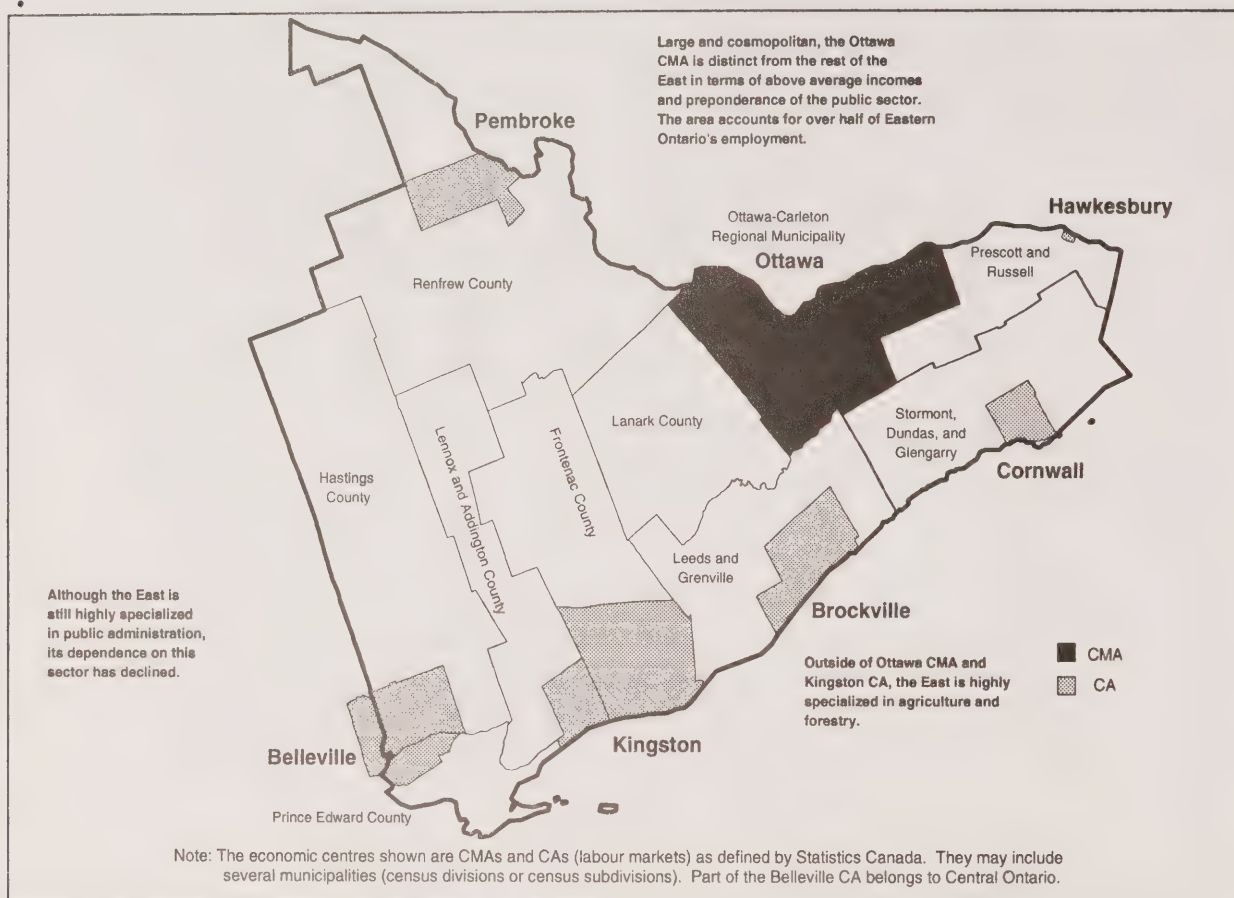 Large and cosmopolitan, the Ottawa
CMA is distinct from the rest of the
East in terms of above average incomes
and preponderance of the public sector.
The area accounts for over half of Eastern
Ontario's employment.
Pembroke
Hawkesbury
Ottawa-Carleton
Regional Municipality
Ottawa
Prescott and
Russell
Renfrew County
Lanark County
Stormont,
Dundas, and
Glengarry
Cornwall
Hastings
County
Lennox and Addington County
Frontenac County
Leeds and
Grenville
Brockville
Although the East is
still highly specialized
in public administration,
its dependence on this
sector has declined.
Outside of Ottawa CMA and
Kingston CA, the East is highly
specialized in agriculture and
forestry.
CMA
CA
Kingston
Belleville
Prince Edward County
Note: The economic centres shown are CMAs and CAs (labour markets) as defined by Statistics Canada. They may include
several municipalities (census divisions or census subdivisions). Part of the Belleville CA belongs to Central Ontario.